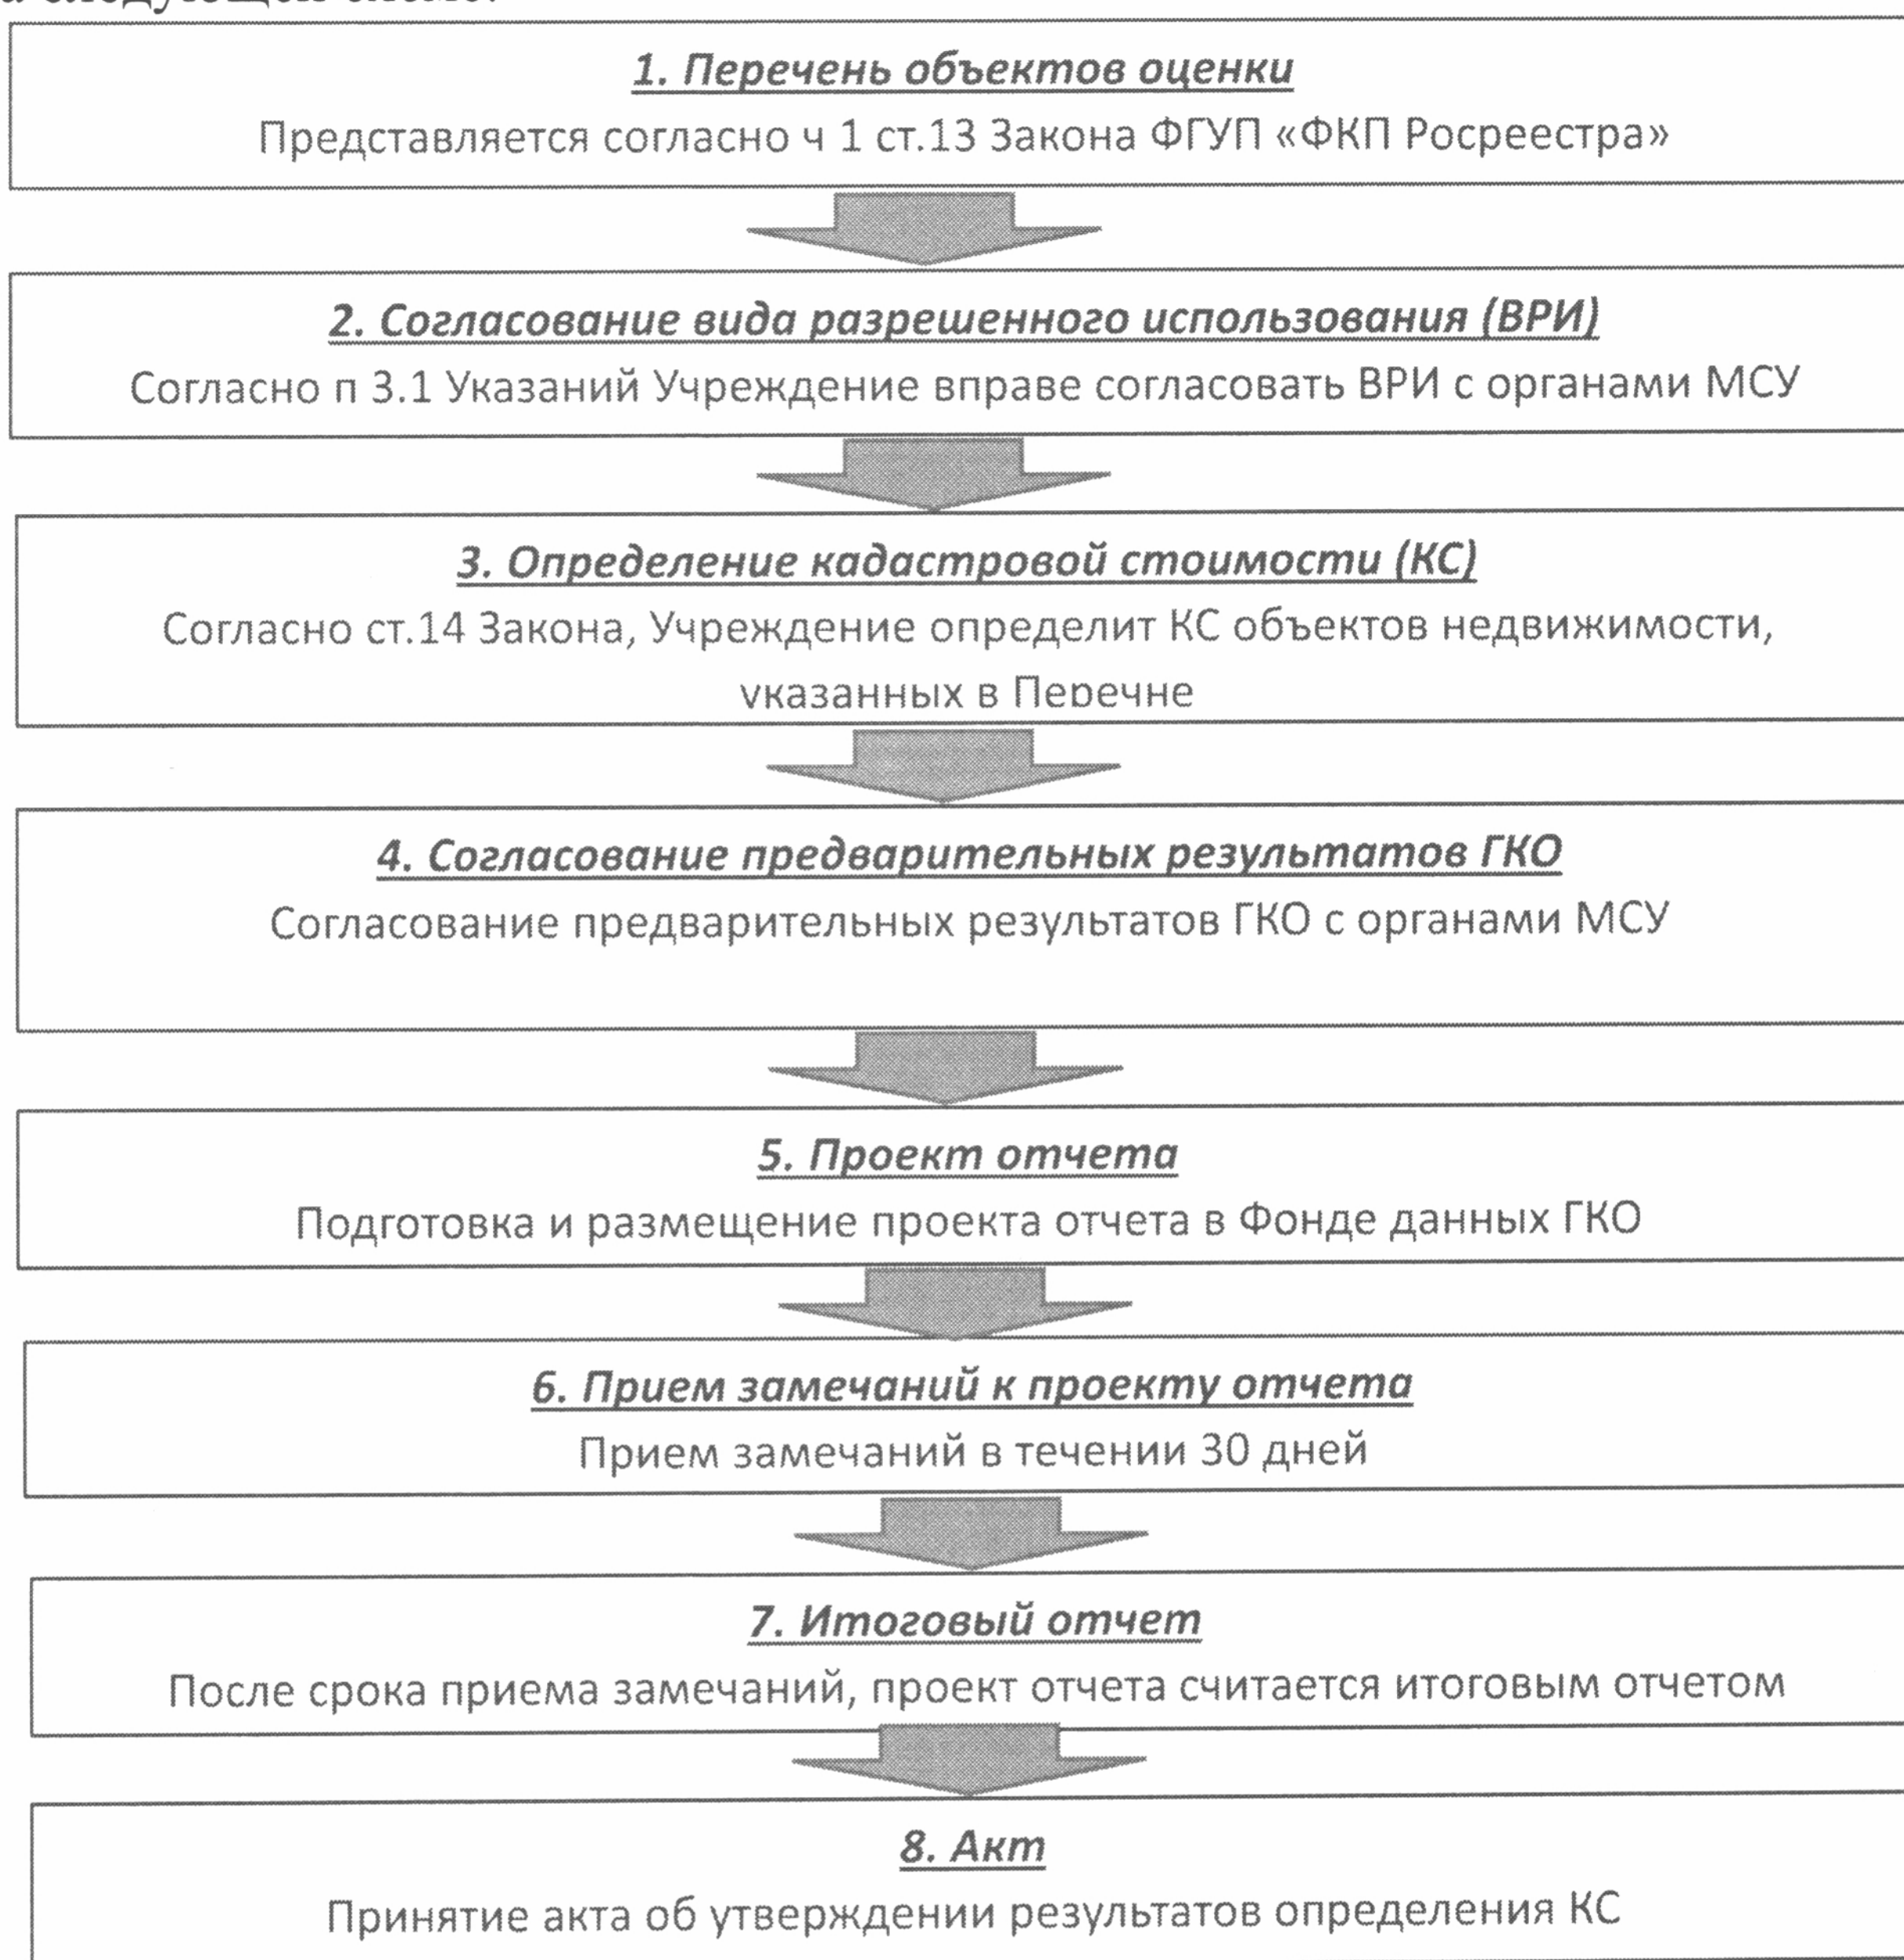 а следующей схеме:
1. Перечень объектов оценки
Представляется согласно ч 1 ст.13 Закона ФГУП «ФКП Росреестра»
2. Согласование вида разрешенного использования (ВРИ)
Согласно п 3.1 Указаний Учреждение вправе согласовать ВРИ с органами МСУ
3. Определение кадастровой стоимости (КС)
Согласно ст.14 Закона, Учреждение определит КС объектов недвижимости,
указанных в Перечне
4. Согласование предварительных результатов ГКО
Согласование предварительных результатов ГКО с органами МСУ
5. Проект отчета
Подготовка и размещение проекта отчета в Фонде данных ГКО
6. Прием замечаний к проекту отчета
Прием замечаний в течении 30 дней
7. Итоговый отчет
После срока приема замечаний, проект отчета считается итоговым отчетом
8. Акт
Принятие акта об утверждении результатов определения КС